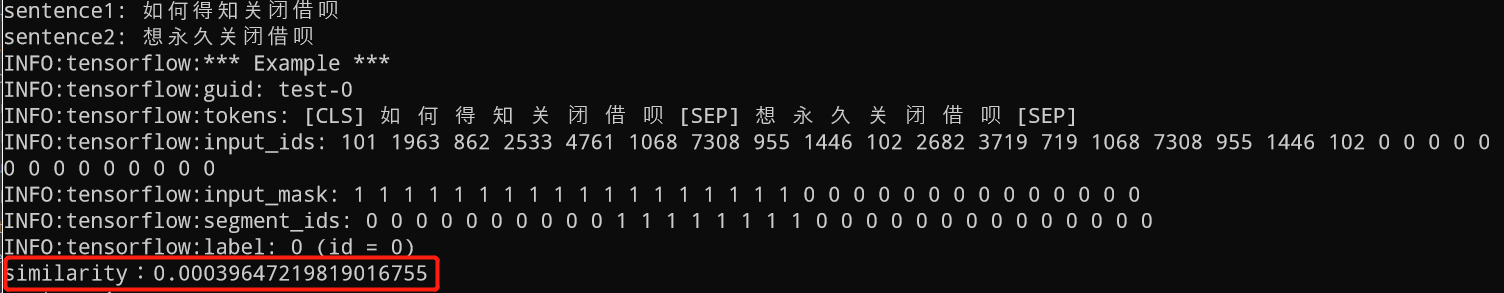 sentence1: 如何得知关闭借呗
sentence2: 想永久关闭借呗
INFO:tensorflow:*** Example ***
INFO:tensorflow:guid: test-0
INFO:tensorflow:tokens: [CLS] 如 何 得 知 关 闭 借 呗 [SEP] 想 永 久 关 闭 借 呗 [SEP]
INFO:tensorflow:input_ids: 101 1963 862 2533 4761 1068 7308 955 1446 102 2682 3719 719 1068 7308 955 1446 102 0 0 0 0 0
0 0 0 0 0 0 0 0 0
INFO:tensorflow:input_mask: 1 1 1 1 1 1 1 1 1 1 1 1 1 1 1 1 1 1 0 0 0 0 0 0 0 0 0 0 0 0 0 0
INFO:tensorflow:segment_ids: 0 0 0 0 0 0 0 0 0 0 1 1 1 1 1 1 1 1 0 0 0 0 0 0 0 0 0 0 0 0 0 0
INFO:tensorflow:label: 0 (id = 0)
similarity：0.00039647219819016755